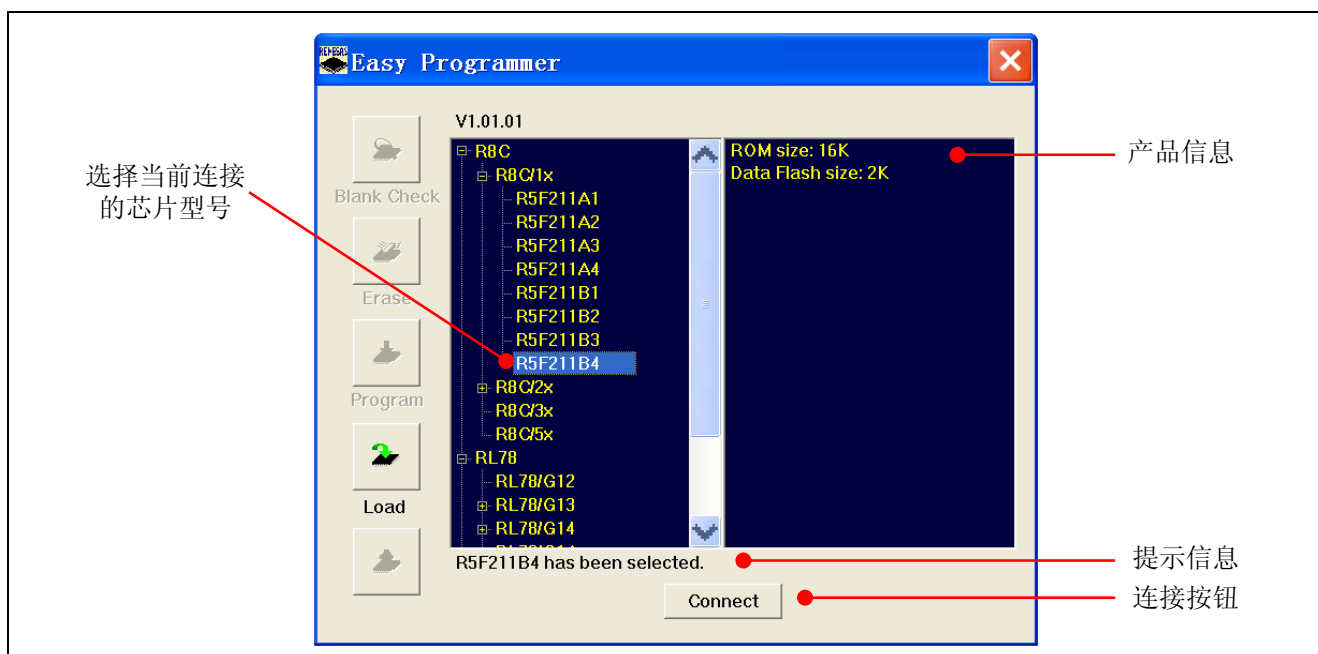 RENESAS
Easy Programmer
V1.01.01
选择当前连接
的芯片型号
Blank Check
Erase
Program
Load
R8C
R8C/1x
R5F211A1
R5F211A2
R5F211A3
R5F211A4
R5F211B1
R5F211B2
R5F211B3
R5F211B4
R8C/2x
R8C/3x
R8C/5x
RL78
RL78/G12
RL78/G13
RL78/G14
ROM size: 16K
Data Flash size: 2K
产品信息
R5F211B4 has been selected.
提示信息
Connect
连接按钮